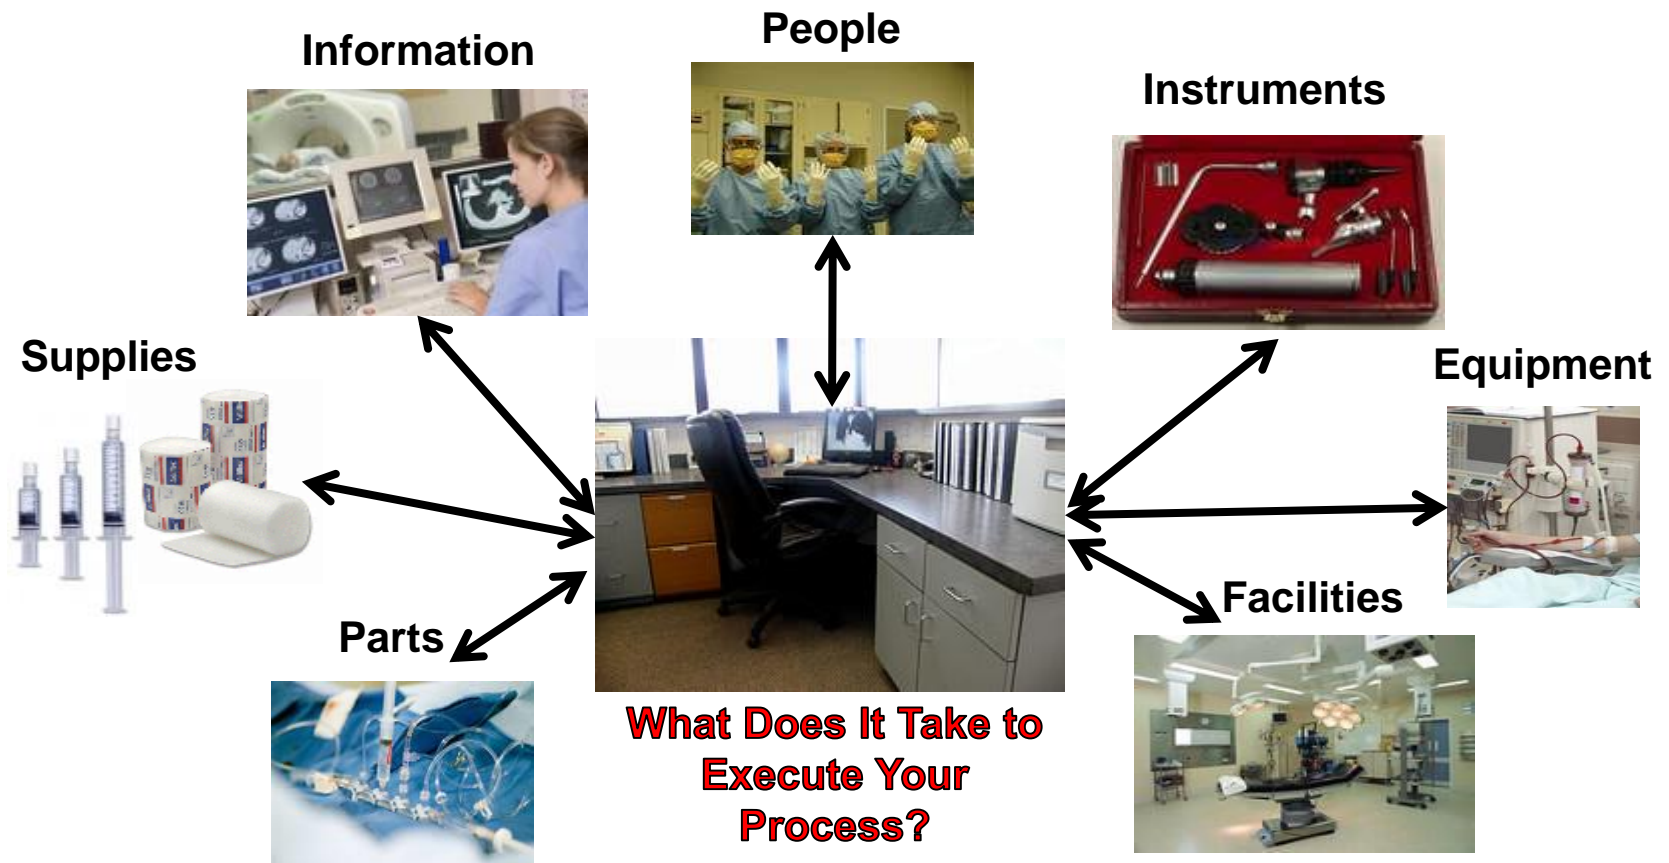 People
Information
Instruments
Supplies
Equipment
Facilities
Parts
What Does It Take to
Execute Your
Process?